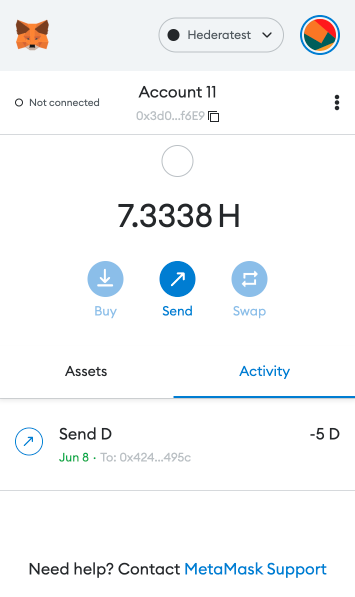 Hederatest
Not connected
Account 11
0x3d0...f6E9
7.3338 H
Buy
Send
Swap
Assets
Activity
Send D
-5 D
Jun 8 · To: 0x424...495c
Need help? Contact MetaMask Support